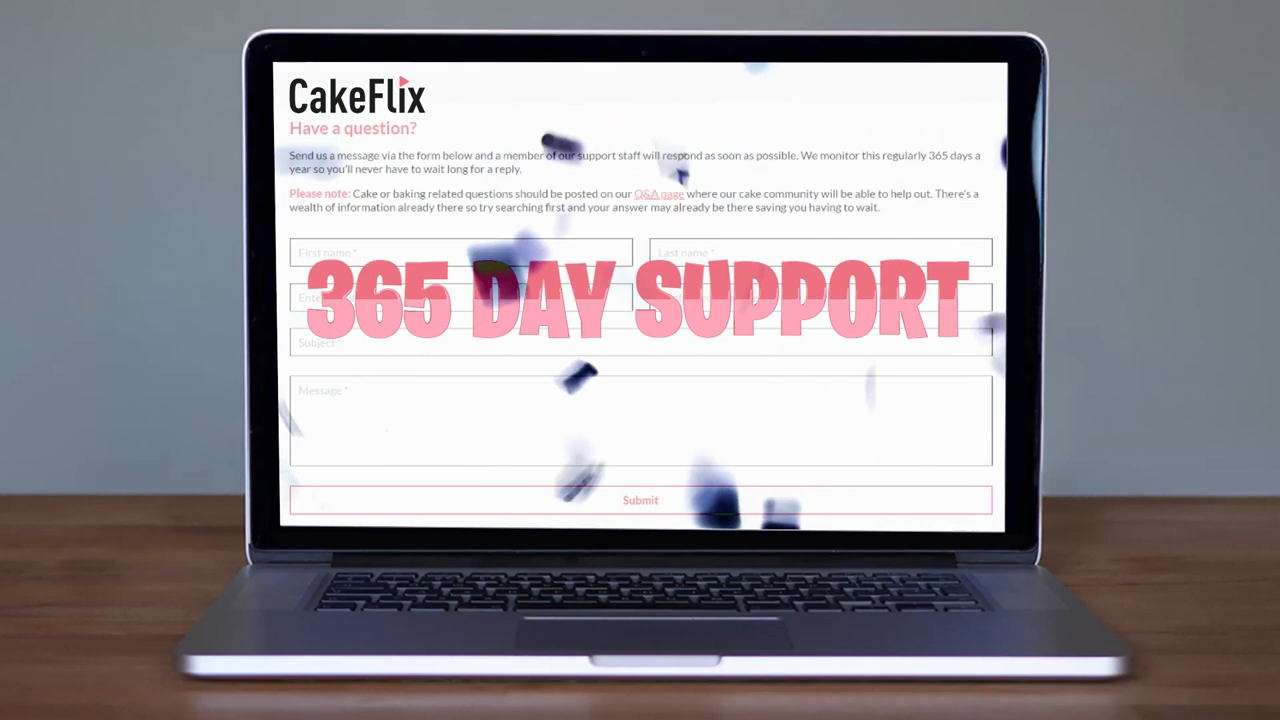 CakeFlix
Have a question?
Send us a message via the form below and a member of our support staff will respond as soon as possible. We monitor this regularly 365 days a
year so you'll never have to wait long for a reply.
Please note: Cake or baking related questions should be posted on our Q&A page where our cake community will be able to help out. There's a
wealth of information already there so try searching first and your answer may already be there saving you having to wait.
First name * Last name *
365 DAY SUPPORT
Subject *
Message *
Submit